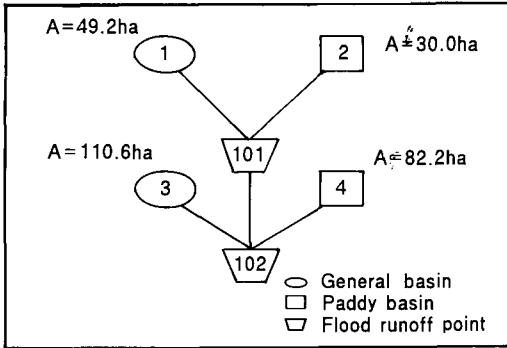 A=49.2ha
1
2
A=30.0ha
101
A=110.6ha
3
4
A=82.2ha
102
General basin
Paddy basin
Flood runoff point